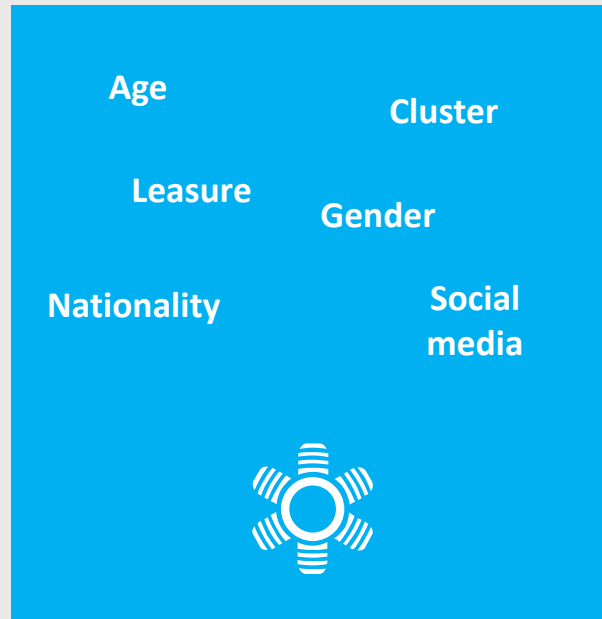 Age
Cluster
Leasure
Gender
Nationality
Social
media